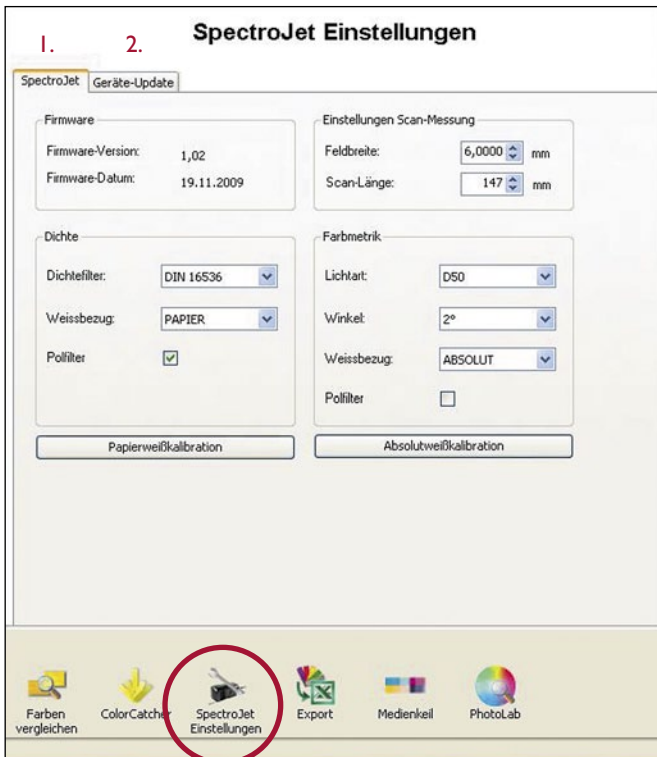 SpectroJet Einstellungen
1. 2.
SpectroJet Geräte-Update
Firmware
Firmware-Version: 1,02
Firmware-Datum: 19.11.2009
Einstellungen Scan-Messung
Feldbreite: 6,0000 mm
Scan-Länge: 147 mm
Dichte
Dichtefilter: DIN 16536
Weissbezug: PAPIER
Polfilter
Papierweißkalibration
Farbmetrik
Lichtart: D50
Winkel: 2°
Weissbezug: ABSOLUT
Polfilter
Absolutweißkalibration
Farben
vergleichen
ColorCatcher
SpectroJet
Einstellungen
Export
Medienkeil
PhotoLab